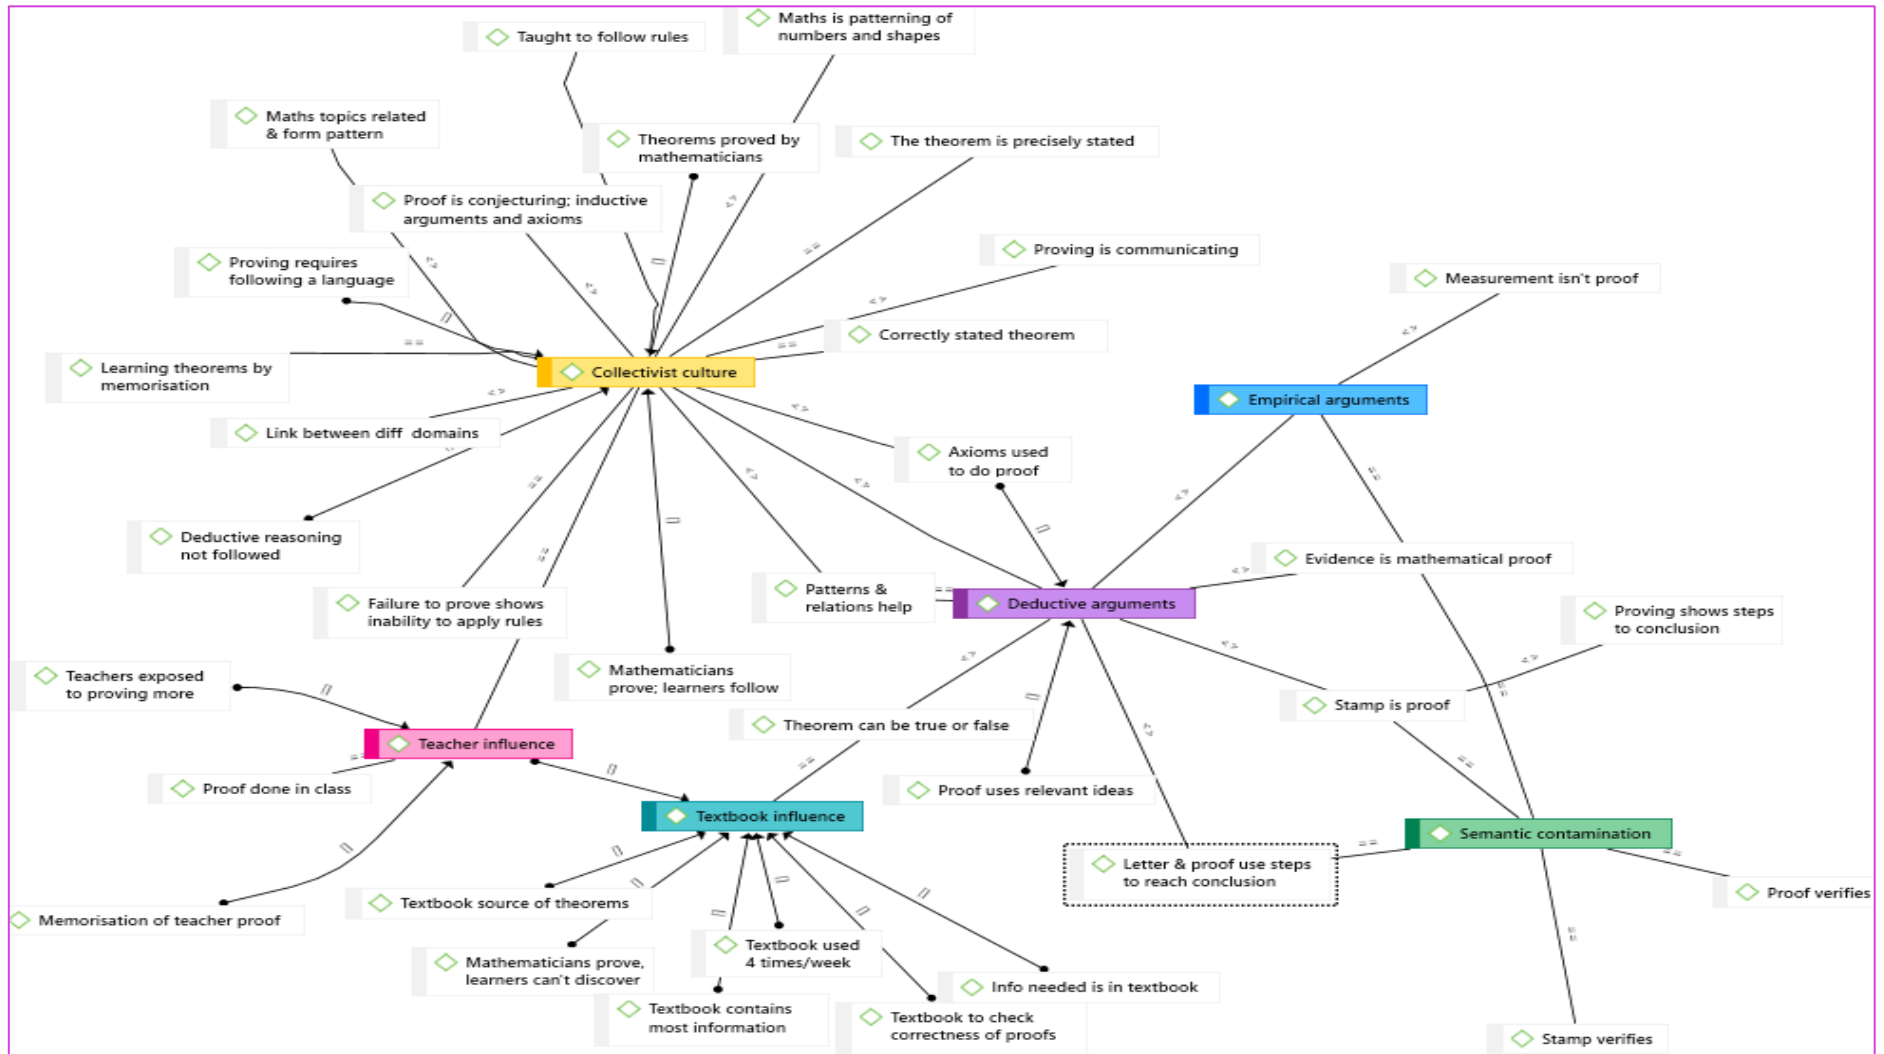 Taught to follow rules
Maths is patterning of
numbers and shapes
Maths topics related
& form pattern
Theorems proved by
mathematicians
The theorem is precisely stated
Proof is conjecturing; inductive
arguments and axioms
Proving requires
following a language
Proving is communicating
Measurement isn't proof
Correctly stated theorem
Learning theorems by
memorisation
Collectivist culture
Empirical arguments
Link between diff domains
Axioms used
to do proof
Deductive reasoning
not followed
Evidence is mathematical proof
Patterns &
relations help
Deductive arguments
Failure to prove shows
inability to apply rules
Proving shows steps
to conclusion
Mathematicians
prove; learners follow
Teachers exposed
to proving more
Stamp is proof
Theorem can be true or false
Teacher influence
Proof done in class
Proof uses relevant ideas
Textbook influence
Semantic contamination
Letter & proof use steps
to reach conclusion
Proof verifies
Textbook source of theorems
Memorisation of teacher proof
Textbook used
4 times/week
Mathematicians prove,
learners can't discover
Info needed is in textbook
Textbook contains
most information
Textbook to check
correctness of proofs
Stamp verifies